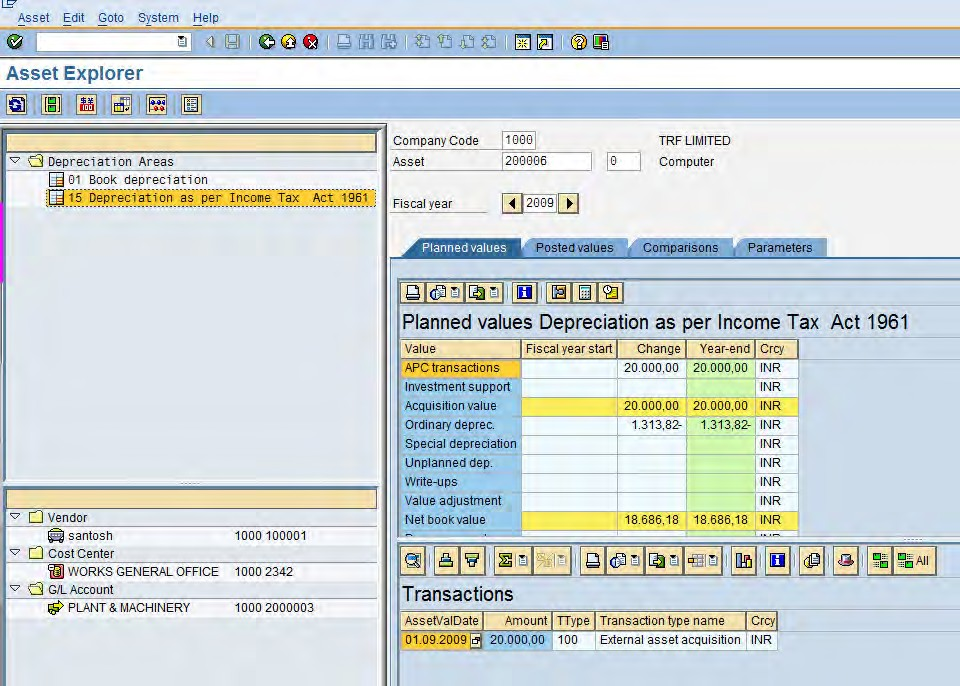 Asset Edit Goto System Help
Asset Explorer
Depreciation Areas
01 Book depreciation
15 Depreciation as per Income Tax Act 1961
Company Code 1000 TRF LIMITED
Asset 200006 0 Computer
Fiscal year 2009
Planned values Posted values Comparisons Parameters
Planned values Depreciation as per Income Tax Act 1961
Value Fiscal year start Change Year-end Crcy
APC transactions 20.000,00 20.000,00 INR
Investment support INR
Acquisition value 20.000,00 20.000,00 INR
Ordinary deprec. 1.313,82- 1.313,82- INR
Special depreciation INR
Unplanned dep. INR
Write-ups INR
Value adjustment INR
Net book value 18.686,18 18.686,18 INR
Vendor
santosh 1000 100001
Cost Center
WORKS GENERAL OFFICE 1000 2342
G/L Account
PLANT & MACHINERY 1000 2000003
All
Transactions
AssetValDate Amount TType Transaction type name Crcy
01.09.2009 20.000,00 100 External asset acquisition INR